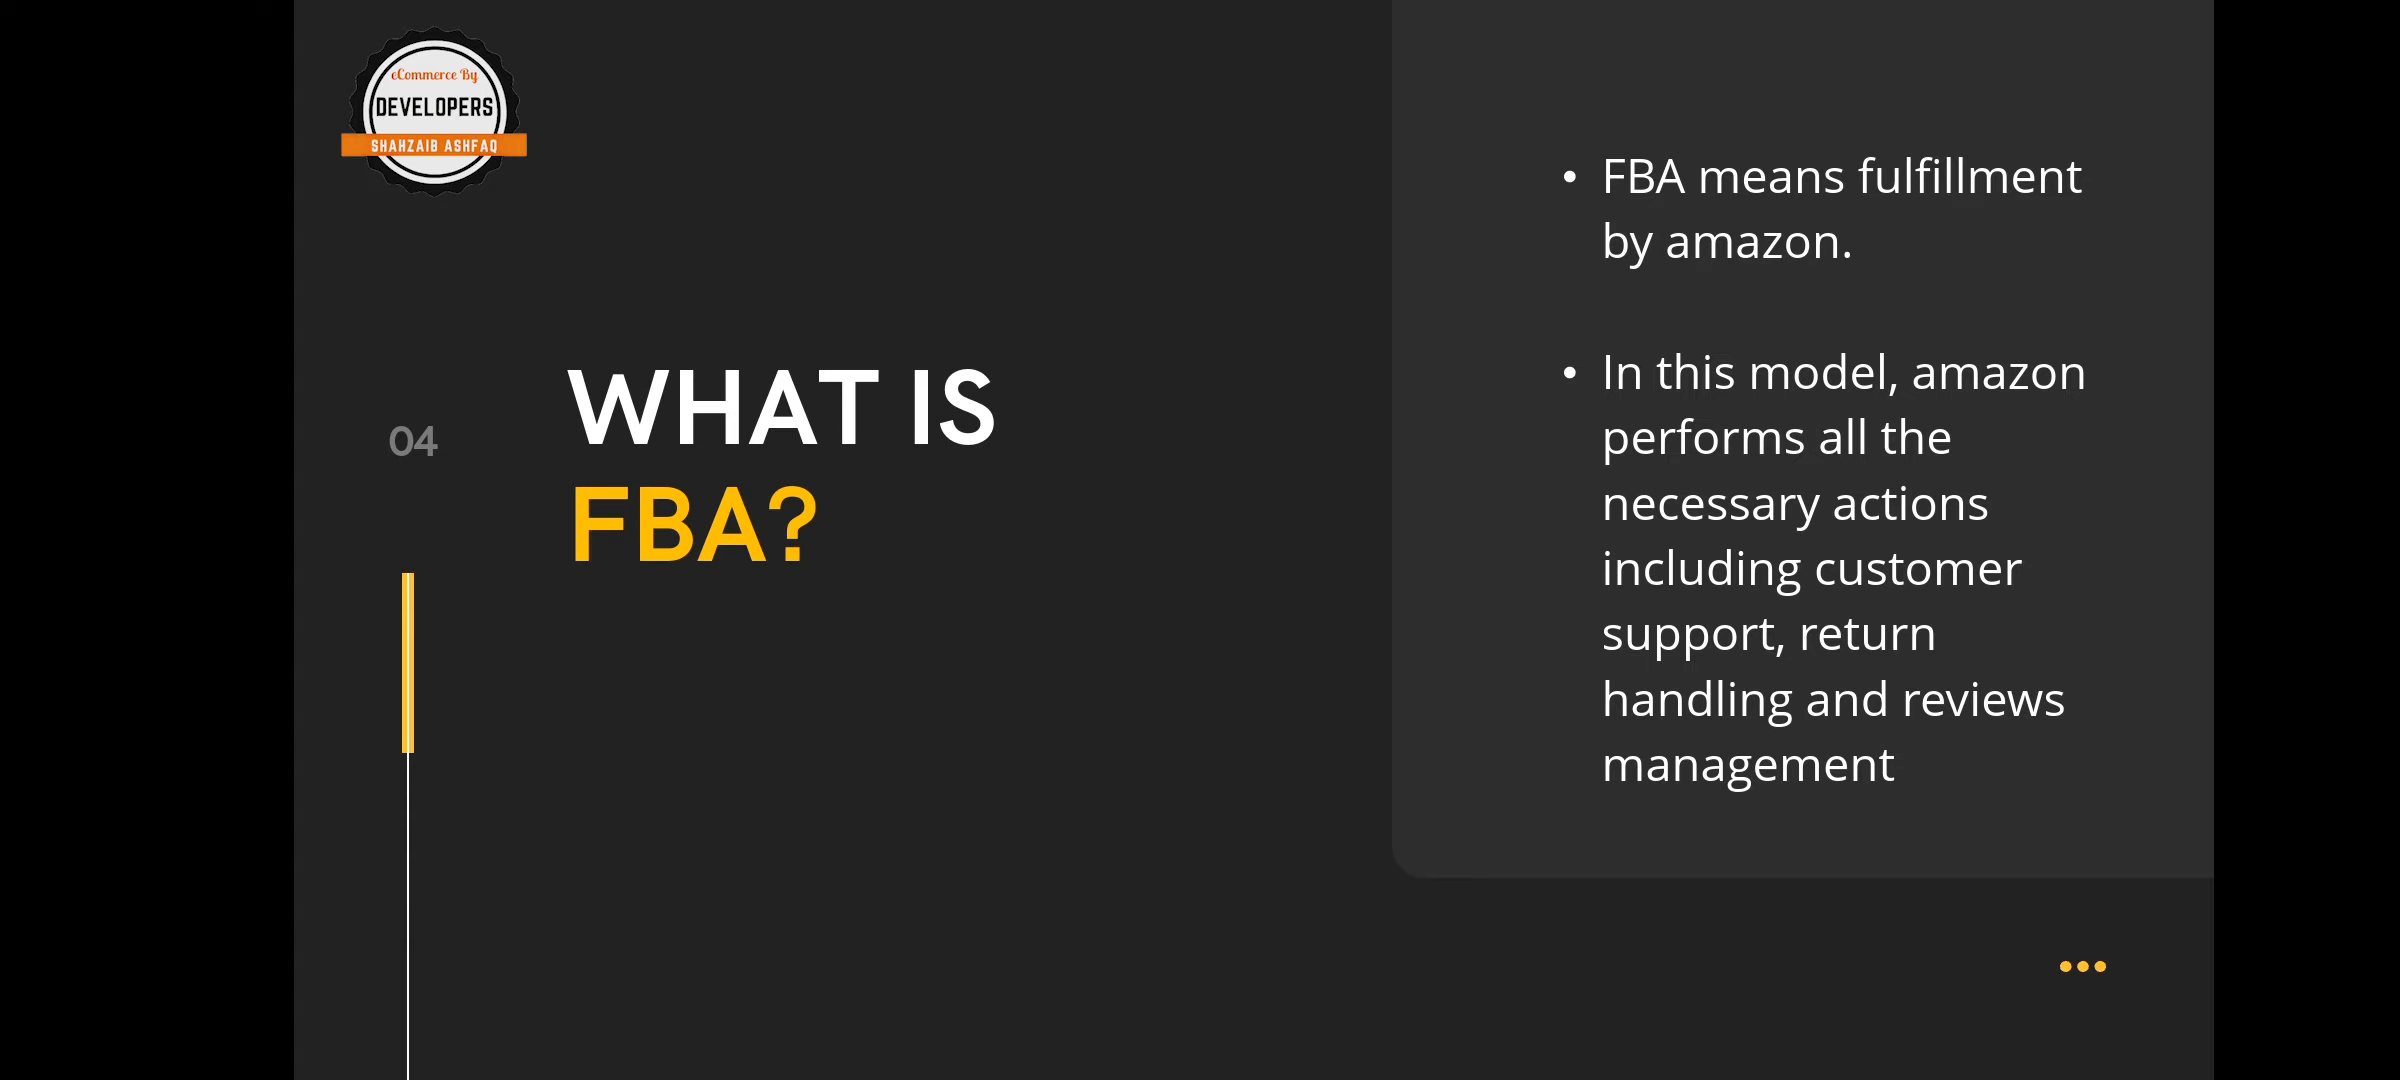 eCommerce By
DEVELOPERS
SHAHZAIB ASHFAQ
04
WHAT IS
FBA?
• FBA means fulfillment
by amazon.
• In this model, amazon
performs all the
necessary actions
including customer
support, return
handling and reviews
management